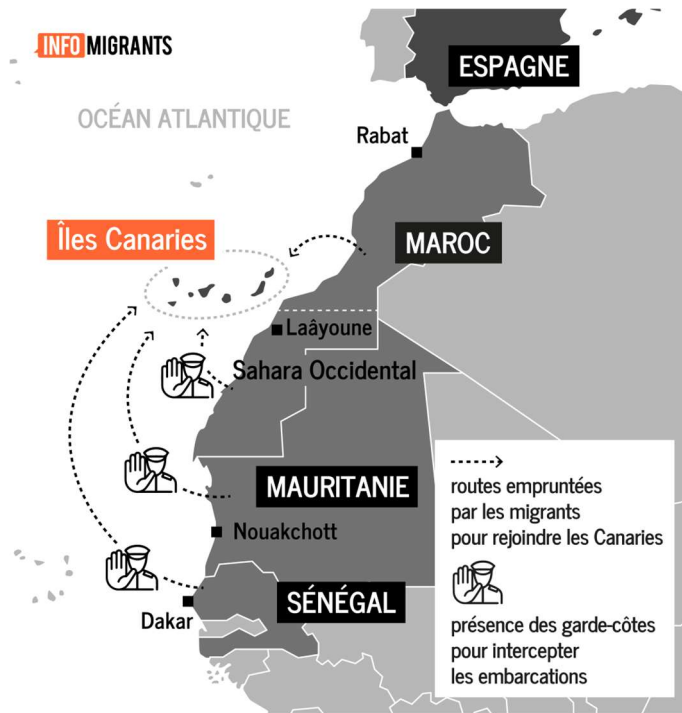 INFO MIGRANTS
ESPAGNE
OCÉAN ATLANTIQUE
Rabat
Îles Canaries
MAROC
Laâyoune
Sahara Occidental
MAURITANIE
Nouakchott
SÉNÉGAL
Dakar
routes empruntées
par les migrants
pour rejoindre les Canaries
présence des garde-côtes
pour intercepter
les embarcations